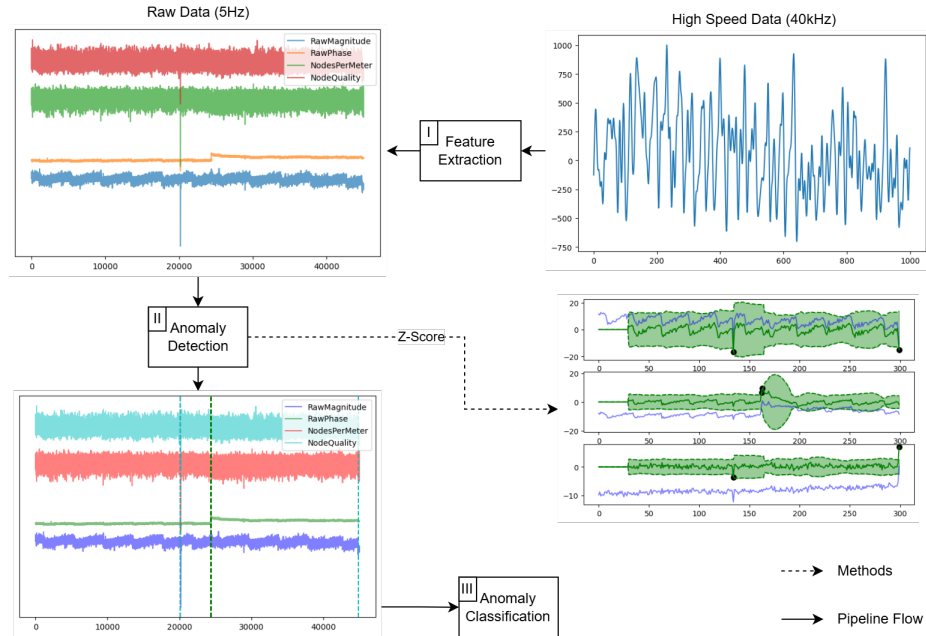 Raw Data (5Hz)
High Speed Data (40kHz)
RawMagnitude
RawPhase
NodesPerMeter
NodeQuality
0
10000
20000
30000
40000
I
Feature
Extraction
1000
750
500
250
0
−250
−500
−750
0
200
400
600
800
1000
II
Anomaly
Detection
Z-Score
20
0
−20
0
50
100
150
200
250
300
20
0
−20
0
50
100
150
200
250
300
0
−10
0
50
100
150
200
250
300
RawMagnitude
RawPhase
NodesPerMeter
NodeQuality
0
10000
20000
30000
40000
III
Anomaly
Classification
Methods
Pipeline Flow